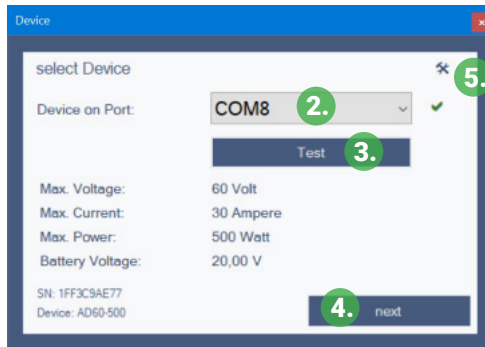 Device
select Device
5.
Device on Port: COM8 2.
Test 3.
Max. Voltage: 60 Volt
Max. Current: 30 Ampere
Max. Power: 500 Watt
Battery Voltage: 20,00 V
SN: 1FF3C9AE77
Device: AD60-500
4. next